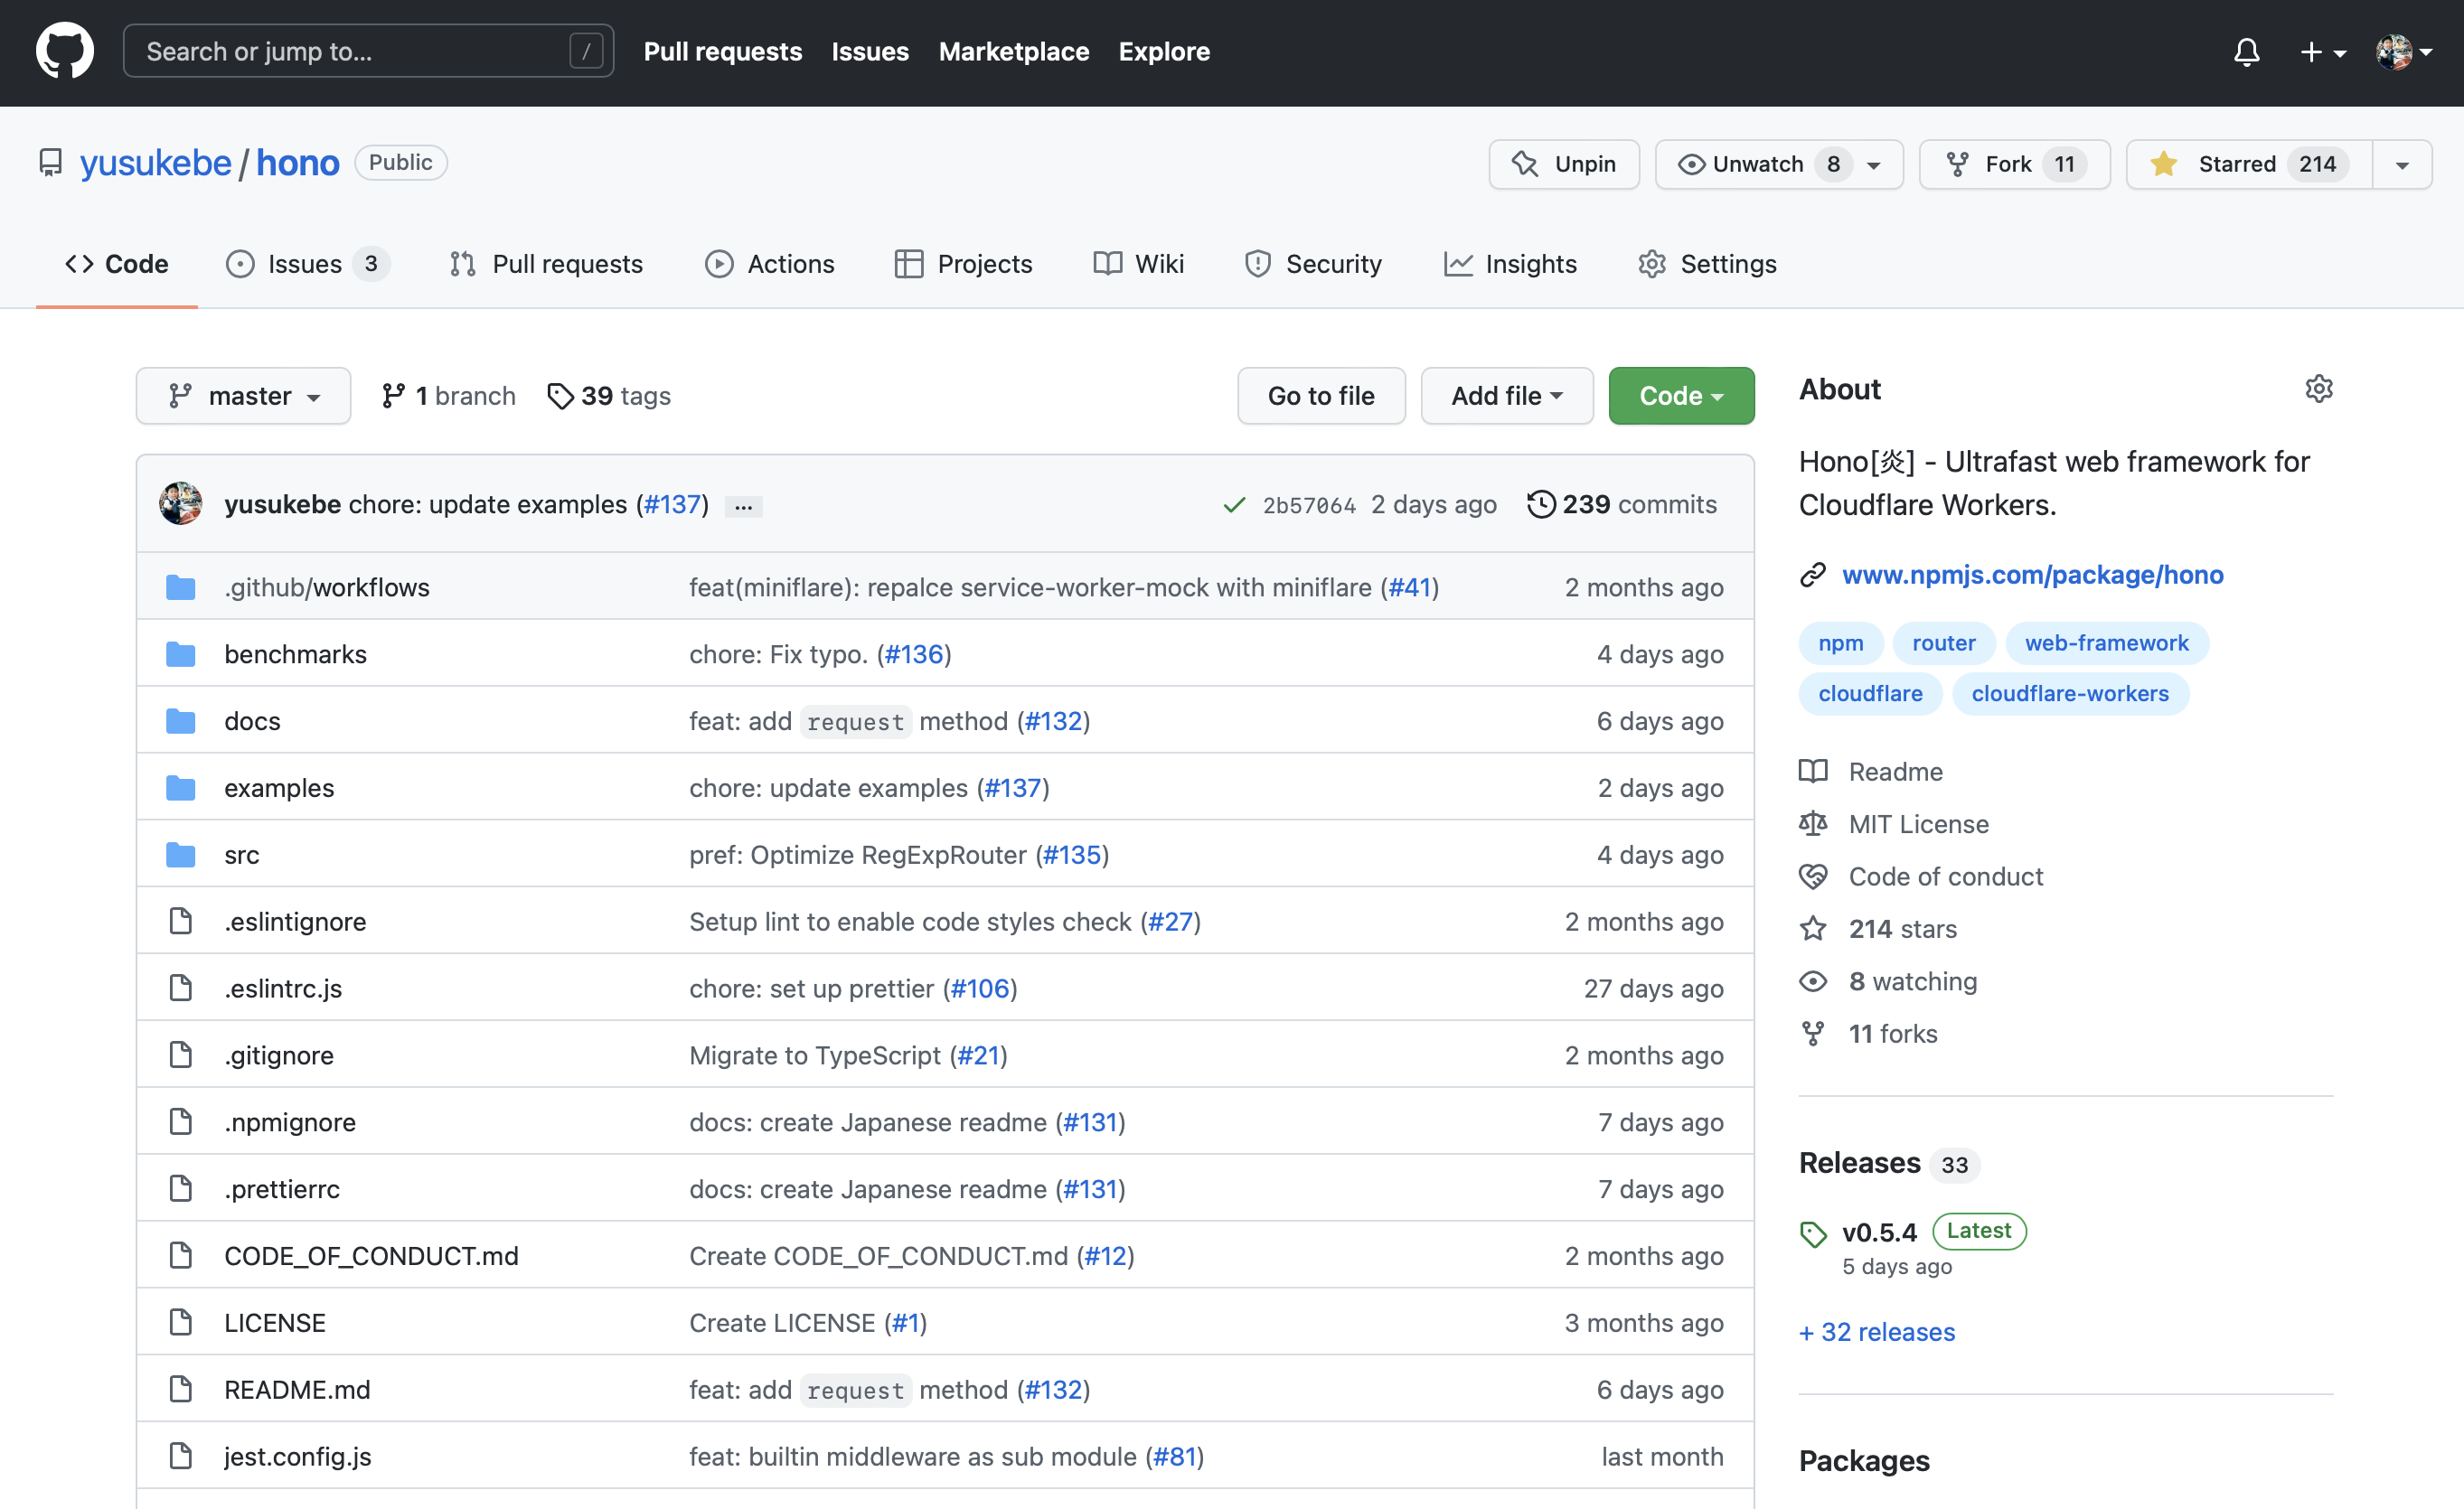 Search or jump to... / Pull requests Issues Marketplace Explore
yusukebe / hono Public Unpin Unwatch 8 Fork 11 Starred 214
Code Issues 3 Pull requests Actions Projects Wiki Security Insights Settings
master 1 branch 39 tags Go to file Add file Code
yusukebe chore: update examples (#137) ... 2b57064 2 days ago 239 commits
.github/workflows feat(miniflare): repalce service-worker-mock with miniflare (#41) 2 months ago
benchmarks chore: Fix typo. (#136) 4 days ago
docs feat: add request method (#132) 6 days ago
examples chore: update examples (#137) 2 days ago
src pref: Optimize RegExpRouter (#135) 4 days ago
.eslintignore Setup lint to enable code styles check (#27) 2 months ago
.eslintrc.js chore: set up prettier (#106) 27 days ago
.gitignore Migrate to TypeScript (#21) 2 months ago
.npmignore docs: create Japanese readme (#131) 7 days ago
.prettierrc docs: create Japanese readme (#131) 7 days ago
CODE_OF_CONDUCT.md Create CODE_OF_CONDUCT.md (#12) 2 months ago
LICENSE Create LICENSE (#1) 3 months ago
README.md feat: add request method (#132) 6 days ago
jest.config.js feat: builtin middleware as sub module (#81) last month
About
Hono[炎] - Ultrafast web framework for
Cloudflare Workers.
www.npmjs.com/package/hono
npm router web-framework
cloudflare cloudflare-workers
Readme
MIT License
Code of conduct
214 stars
8 watching
11 forks
Releases 33
v0.5.4 Latest
5 days ago
+ 32 releases
Packages